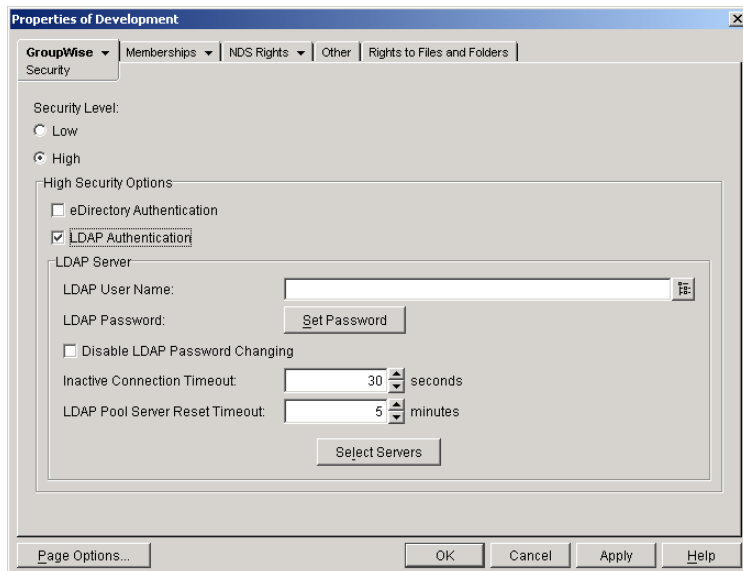 Properties of Development
GroupWise Memberships NDS Rights Other Rights to Files and Folders
Security
Security Level:
Low
High
High Security Options
eDirectory Authentication
LDAP Authentication
LDAP Server
LDAP User Name:
LDAP Password: Set Password
Disable LDAP Password Changing
Inactive Connection Timeout: 30 seconds
LDAP Pool Server Reset Timeout: 5 minutes
Select Servers
Page Options... OK Cancel Apply Help